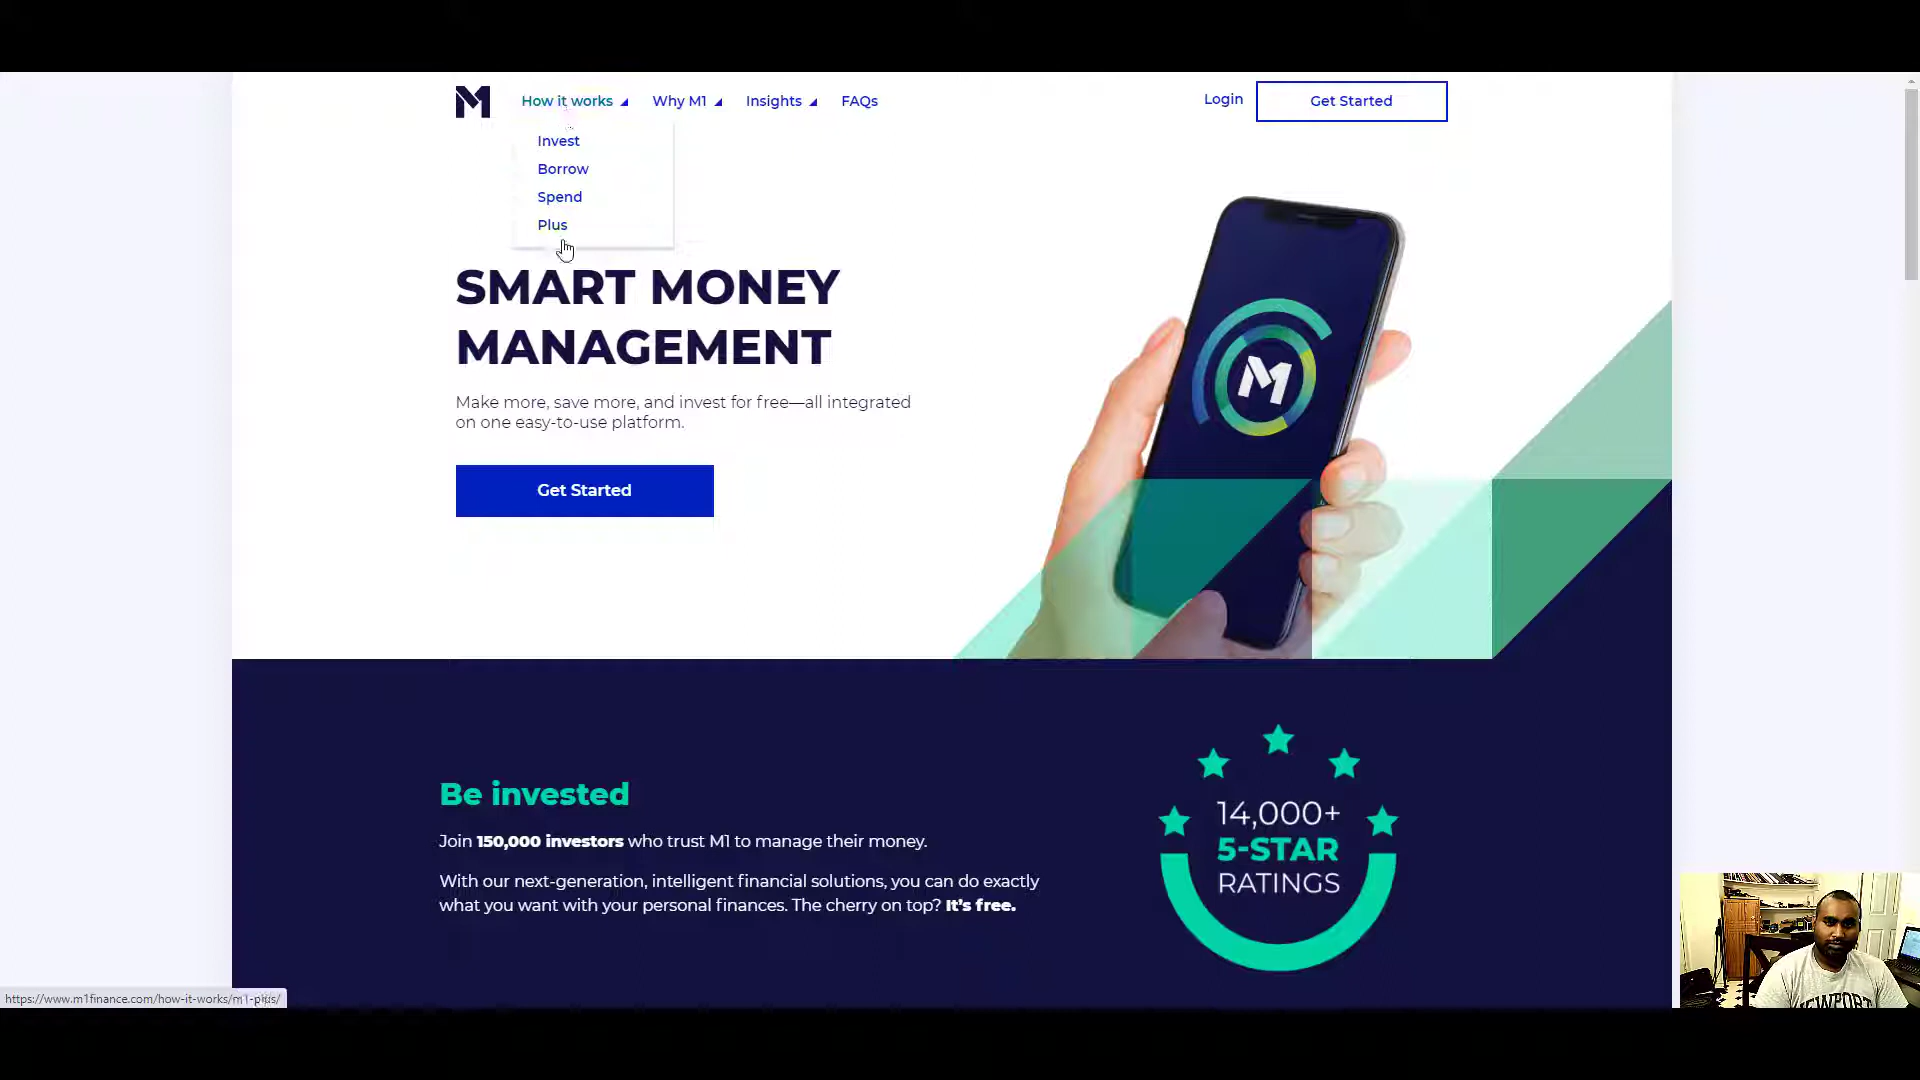 M1
How it works
Why M1
Insights
FAQs
Login
Get Started
Invest
Borrow
Spend
Plus
SMART MONEY
MANAGEMENT
Make more, save more, and invest for free—all integrated
on one easy-to-use platform.
Get Started
M1
Be invested
Join 150,000 investors who trust M1 to manage their money.
With our next-generation, intelligent financial solutions, you can do exactly
what you want with your personal finances. The cherry on top? It's free.
14,000+
5-STAR
RATINGS
https://www.m1finance.com/how-it-works/m1-plus/
NEWPORT